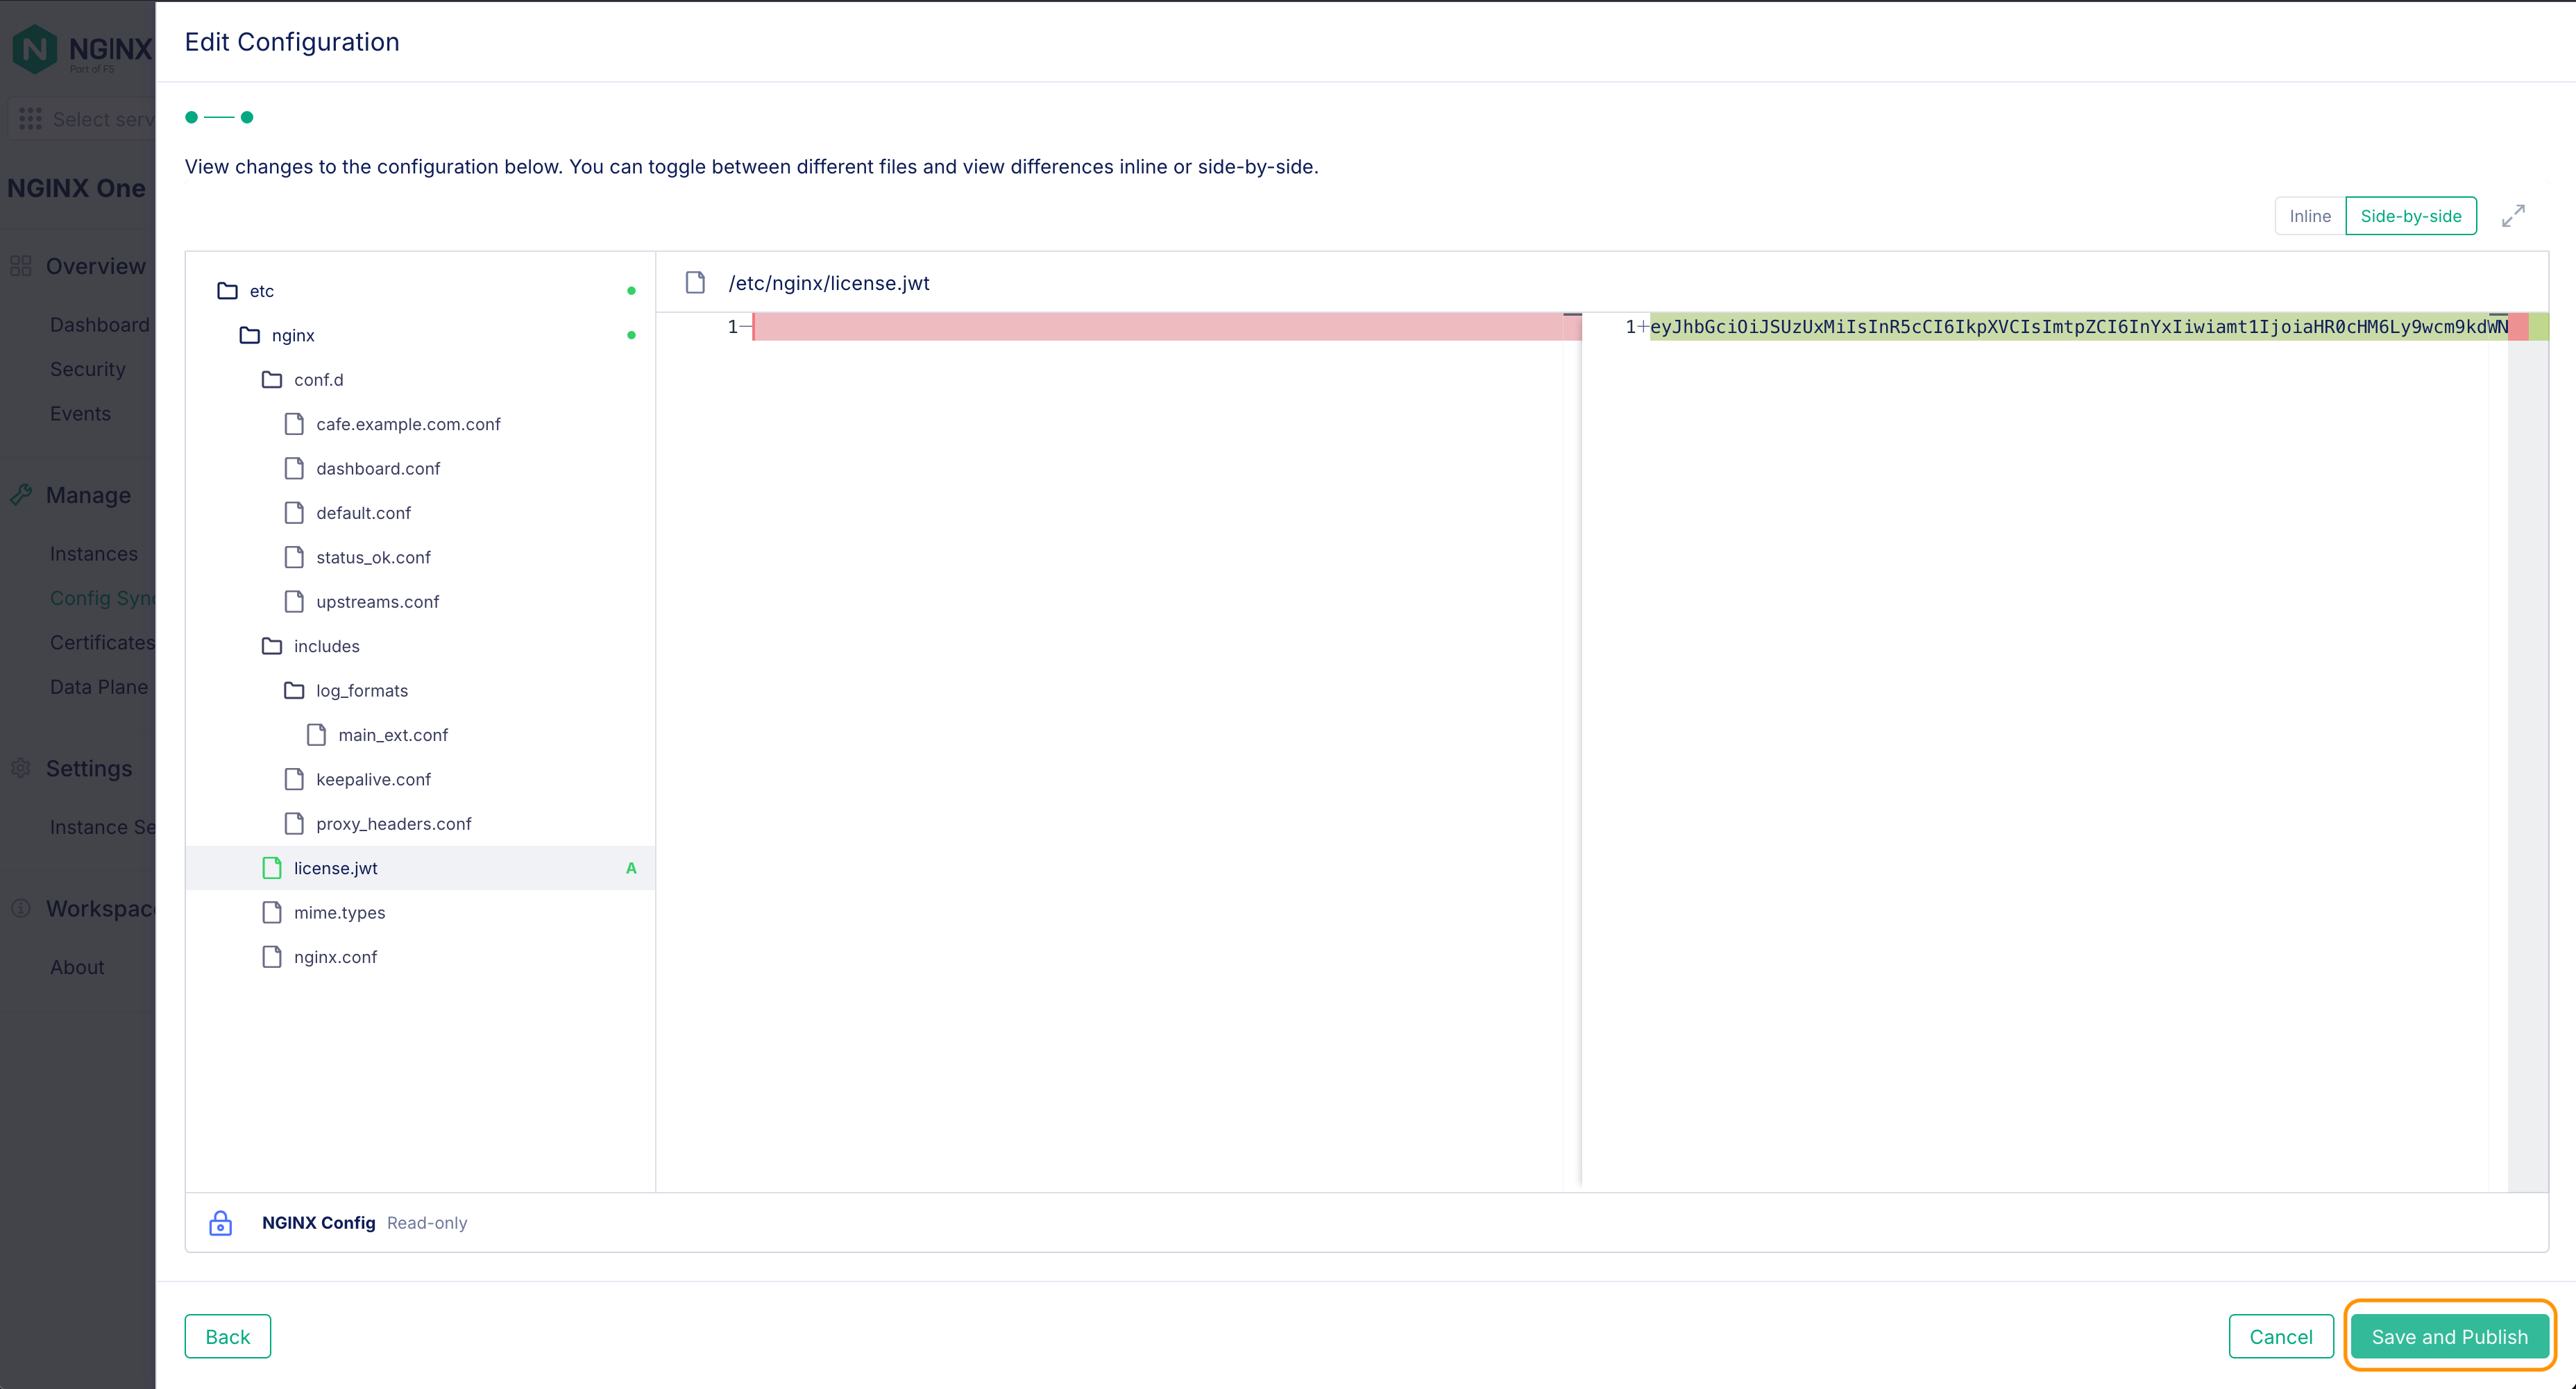 NGINX
Part of F5
Select serv
NGINX One
Overview
Dashboard
Security
Events
Manage
Instances
Config Sync
Certificates
Data Plane
Settings
Instance Se
Workspac
About
Edit Configuration
View changes to the configuration below. You can toggle between different files and view differences inline or side-by-side.
Inline Side-by-side
etc
nginx
conf.d
cafe.example.com.conf
dashboard.conf
default.conf
status_ok.conf
upstreams.conf
includes
log_formats
main_ext.conf
keepalive.conf
proxy_headers.conf
license.jwt A
mime.types
nginx.conf
/etc/nginx/license.jwt
1—
1+eyJhbGciOiJSUzUxMiIsInR5cCI6IkpXVCIsImtpZCI6InYxIiwiamt1IjoiaHR0cHM6Ly9wcm9kdWN
NGINX Config Read-only
Back
Cancel
Save and Publish